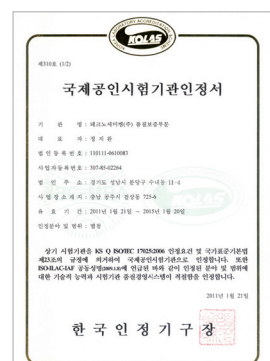 KOLAS
제310호 (1/2)
국제공인시험기관인정서
기 관 명 : 테크노세미켐(주) 품질보증부문
대 표 자 : 정 지 완
법인등록번호 : 110111-0610087
사업자등록번호 : 307-85-02264
법 인 주 소 : 경기도 성남시 분당구 수내동 11-4
사업장소재지 : 충남 공주시 검상동 725-6
유 효 기 간 : 2011년 1월 21일 ~ 2015년 1월 20일
인정분야 및 범위 : 별첨
상기 시험기관을 KS Q ISO/IEC 17025:2006 인정요건 및 국가표준기본법
제23조의 규정에 의거하여 국제공인시험기관으로 인정합니다. 또한
ISO-ILAC-IAF 공동성명(2009.1.8)에 언급된 바와 같이 인정된 분야 및 범위에
대한 기술적 능력과 시험기관 품질경영시스템이 적절함을 인정합니다.
2011년 1월 21일
한국인정기구장